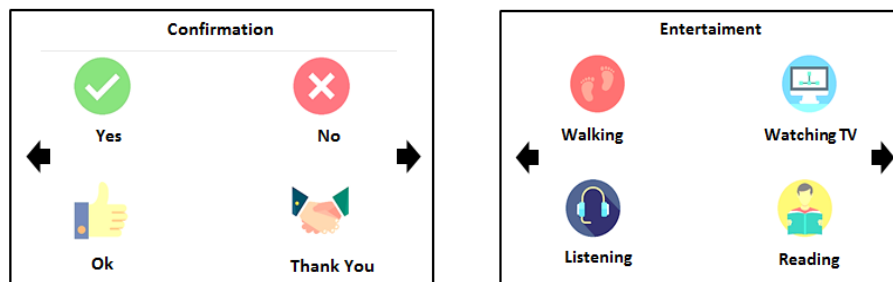 Confirmation
Yes
No
Ok
Thank You
Entertaiment
Walking
Watching TV
Listening
Reading